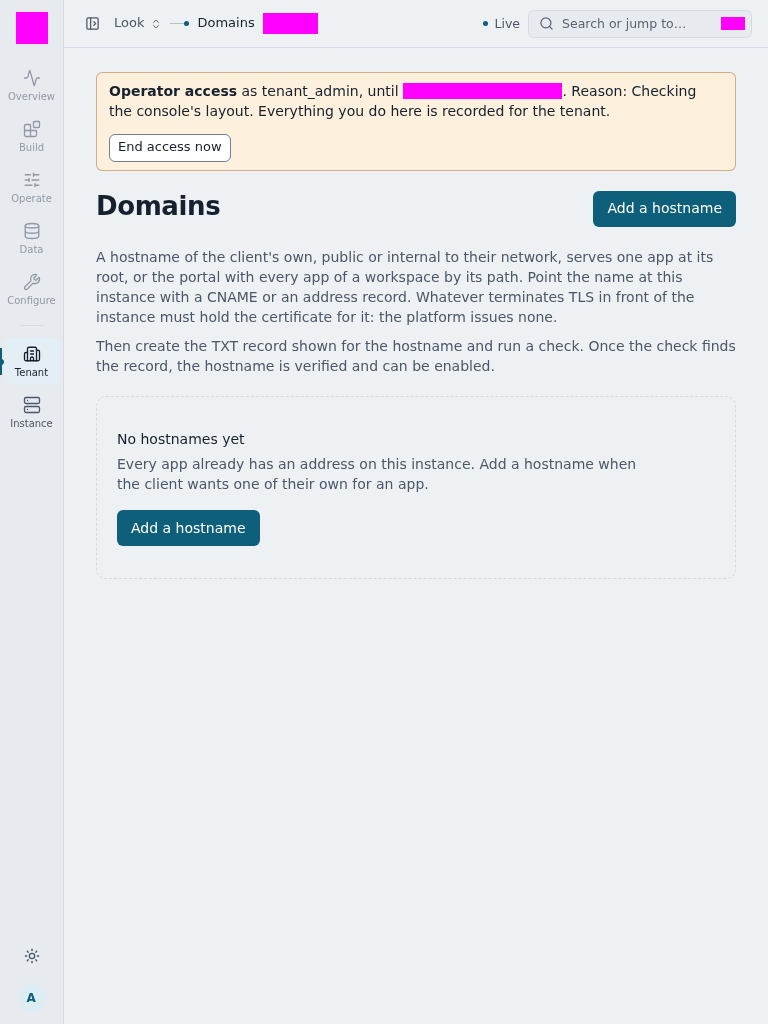 Look
Domains
Live
Search or jump to…
Overview
Build
Operate
Data
Configure
Tenant
Instance
A
Operator access as tenant_admin, until . Reason: Checking
the console's layout. Everything you do here is recorded for the tenant.
End access now
Domains
Add a hostname
A hostname of the client's own, public or internal to their network, serves one app at its
root, or the portal with every app of a workspace by its path. Point the name at this
instance with a CNAME or an address record. Whatever terminates TLS in front of the
instance must hold the certificate for it: the platform issues none.
Then create the TXT record shown for the hostname and run a check. Once the check finds
the record, the hostname is verified and can be enabled.
No hostnames yet
Every app already has an address on this instance. Add a hostname when
the client wants one of their own for an app.
Add a hostname